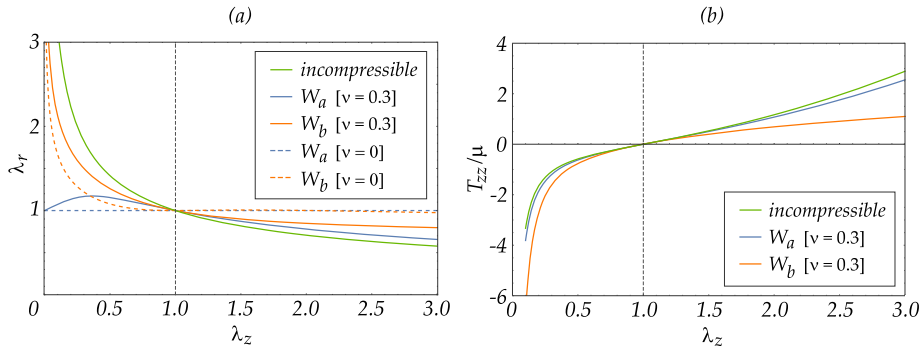 (a)
3
2
1
0
0.5
1.0
1.5
2.0
2.5
3.0
λr
λz
incompressible
Wa [ν = 0.3]
Wb [ν = 0.3]
Wa [ν = 0]
Wb [ν = 0]
(b)
4
2
0
-2
-4
-6
0
0.5
1.0
1.5
2.0
2.5
3.0
Tzz/μ
λz
incompressible
Wa [ν = 0.3]
Wb [ν = 0.3]